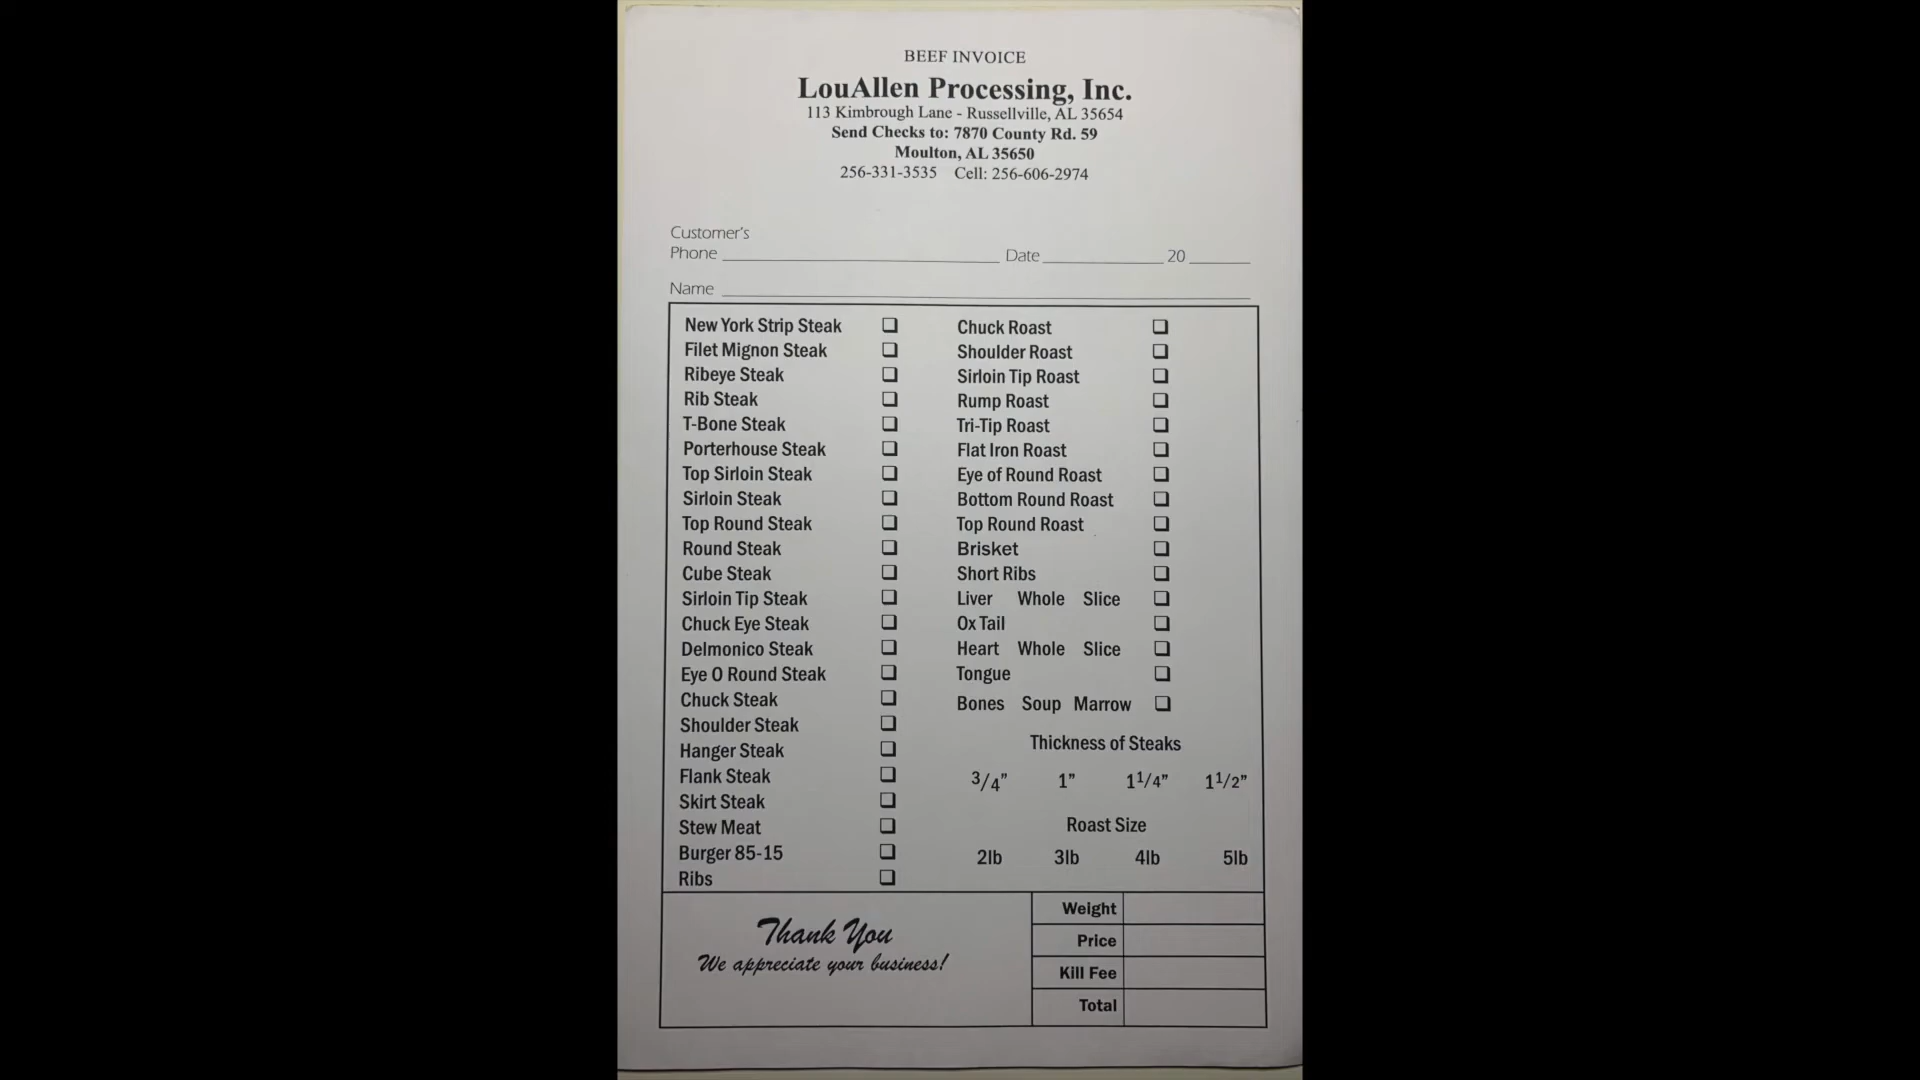 BEEF INVOICE
LouAllen Processing, Inc.
113 Kimbrough Lane - Russellville, AL 35654
Send Checks to: 7870 County Rd. 59
Moulton, AL 35650
256-331-3535 Cell: 256-606-2974
Customer's
Phone Date 20
Name
New York Strip Steak
Filet Mignon Steak
Ribeye Steak
Rib Steak
T-Bone Steak
Porterhouse Steak
Top Sirloin Steak
Sirloin Steak
Top Round Steak
Round Steak
Cube Steak
Sirloin Tip Steak
Chuck Eye Steak
Delmonico Steak
Eye O Round Steak
Chuck Steak
Shoulder Steak
Hanger Steak
Flank Steak
Skirt Steak
Stew Meat
Burger 85-15
Ribs
Chuck Roast
Shoulder Roast
Sirloin Tip Roast
Rump Roast
Tri-Tip Roast
Flat Iron Roast
Eye of Round Roast
Bottom Round Roast
Top Round Roast
Brisket
Short Ribs
Liver Whole Slice
Ox Tail
Heart Whole Slice
Tongue
Bones Soup Marrow
Thickness of Steaks
3/4" 1" 1 1/4" 1 1/2"
Roast Size
2lb 3lb 4lb 5lb
Thank You
We appreciate your business!
Weight
Price
Kill Fee
Total